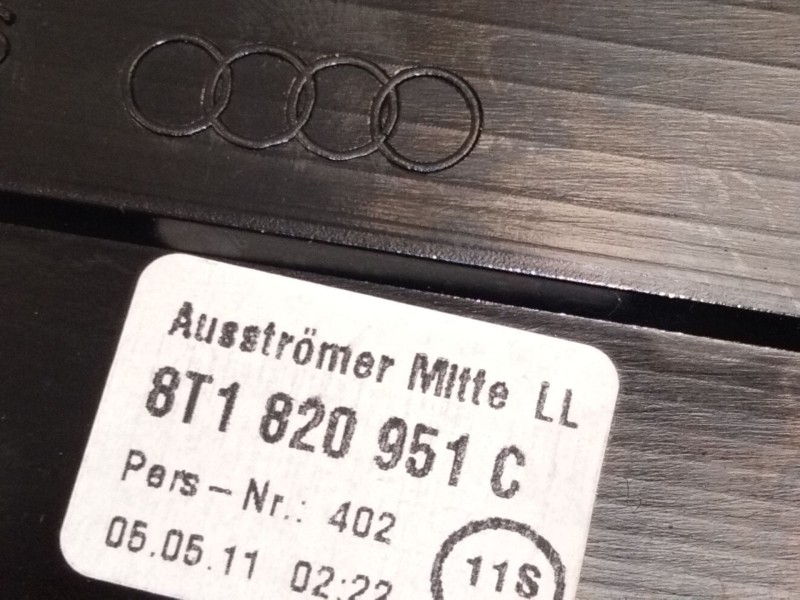 Ausströmer Mitte LL
8T1 820 951 C
Pers-Nr.: 402
05.05.11 02:22
11S